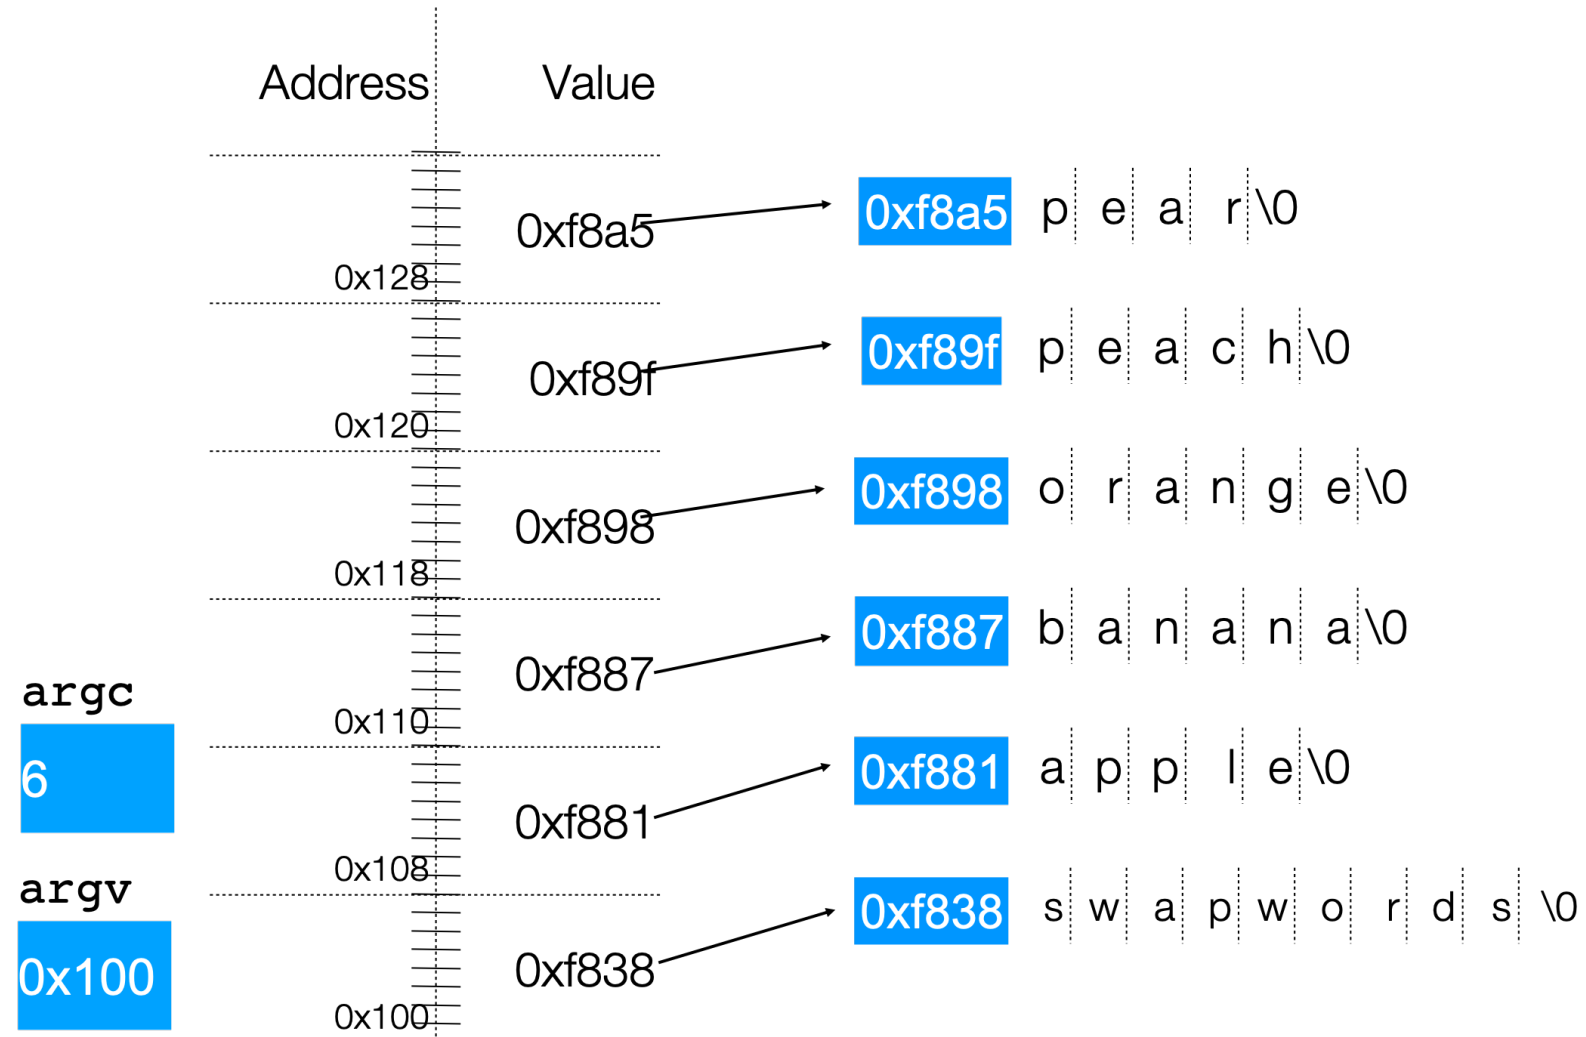 Address Value
0xf8a5 0xf8a5 p e a r \0
0x128
0xf89f 0xf89f p e a c h \0
0x120
0xf898 0xf898 o r a n g e \0
0x118
0xf887 0xf887 b a n a n a \0
argc
0x110
6
0xf881 0xf881 a p p l e \0
0x108
argv
0xf838 0xf838 s w a p w o r d s \0
0x100
0x100